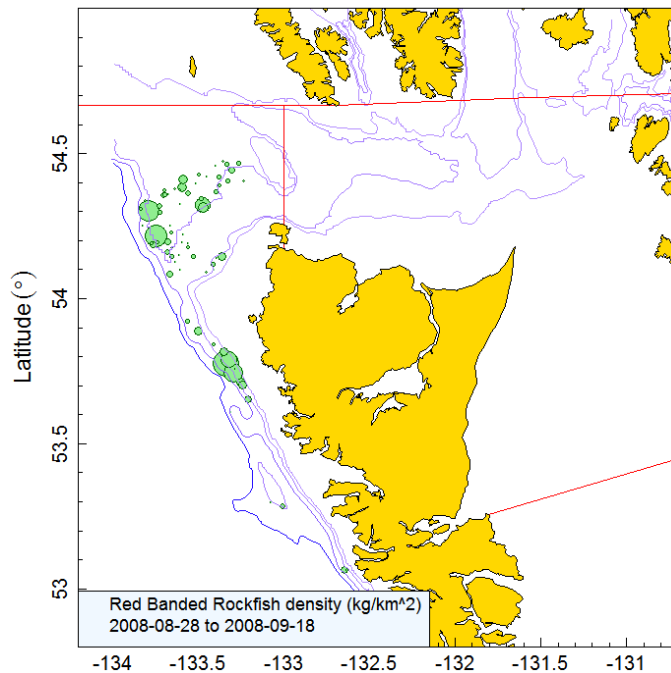 54.5
54
53.5
53
Latitude (°)
Red Banded Rockfish density (kg/km^2)
2008-08-28 to 2008-09-18
-134 -133.5 -133 -132.5 -132 -131.5 -131